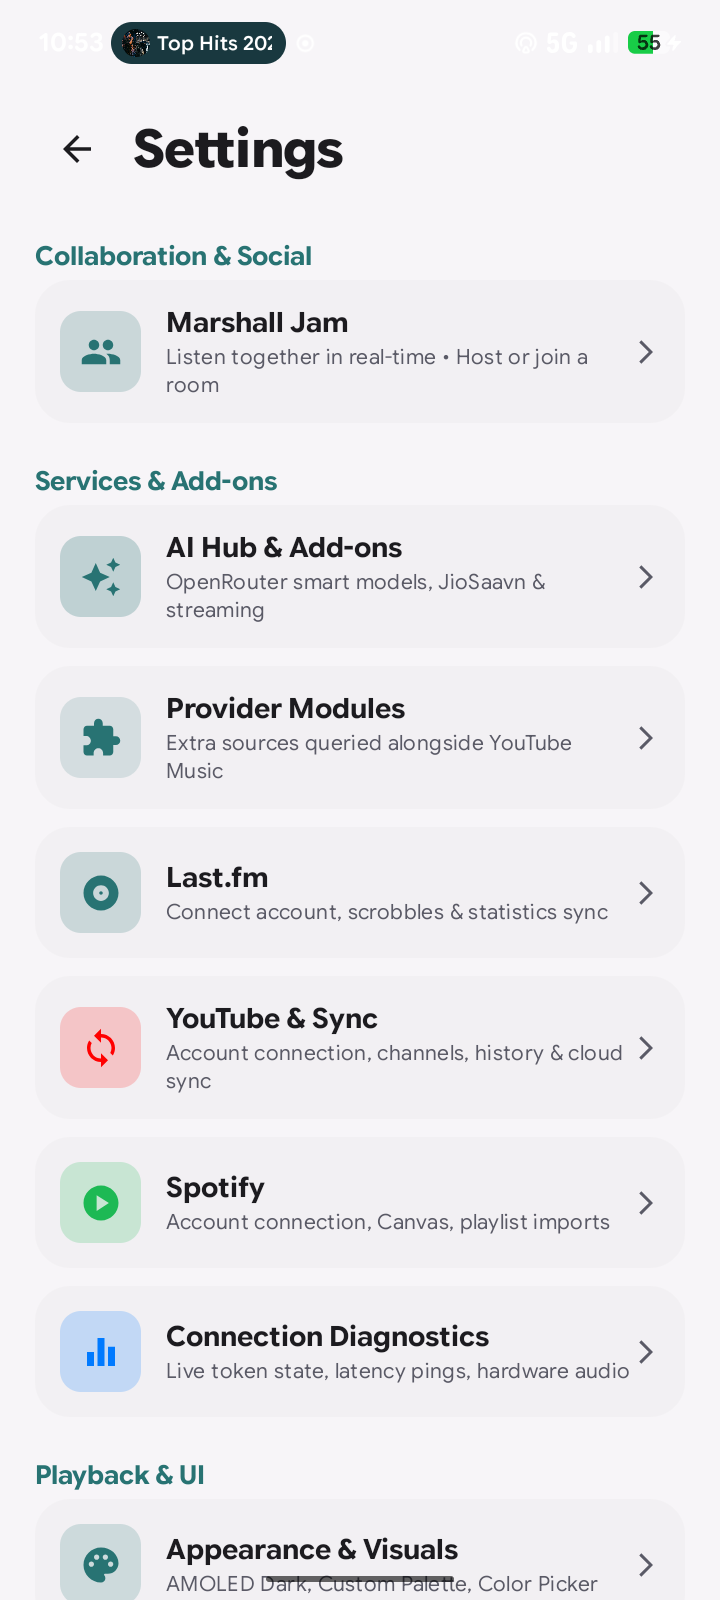 10:53
Top Hits 202
5G
55
Settings
Collaboration & Social
Marshall Jam
Listen together in real-time • Host or join a
room
Services & Add-ons
AI Hub & Add-ons
OpenRouter smart models, JioSaavn &
streaming
Provider Modules
Extra sources queried alongside YouTube
Music
Last.fm
Connect account, scrobbles & statistics sync
YouTube & Sync
Account connection, channels, history & cloud
sync
Spotify
Account connection, Canvas, playlist imports
Connection Diagnostics
Live token state, latency pings, hardware audio
Playback & UI
Appearance & Visuals
AMOLED Dark, Custom Palette, Color Picker